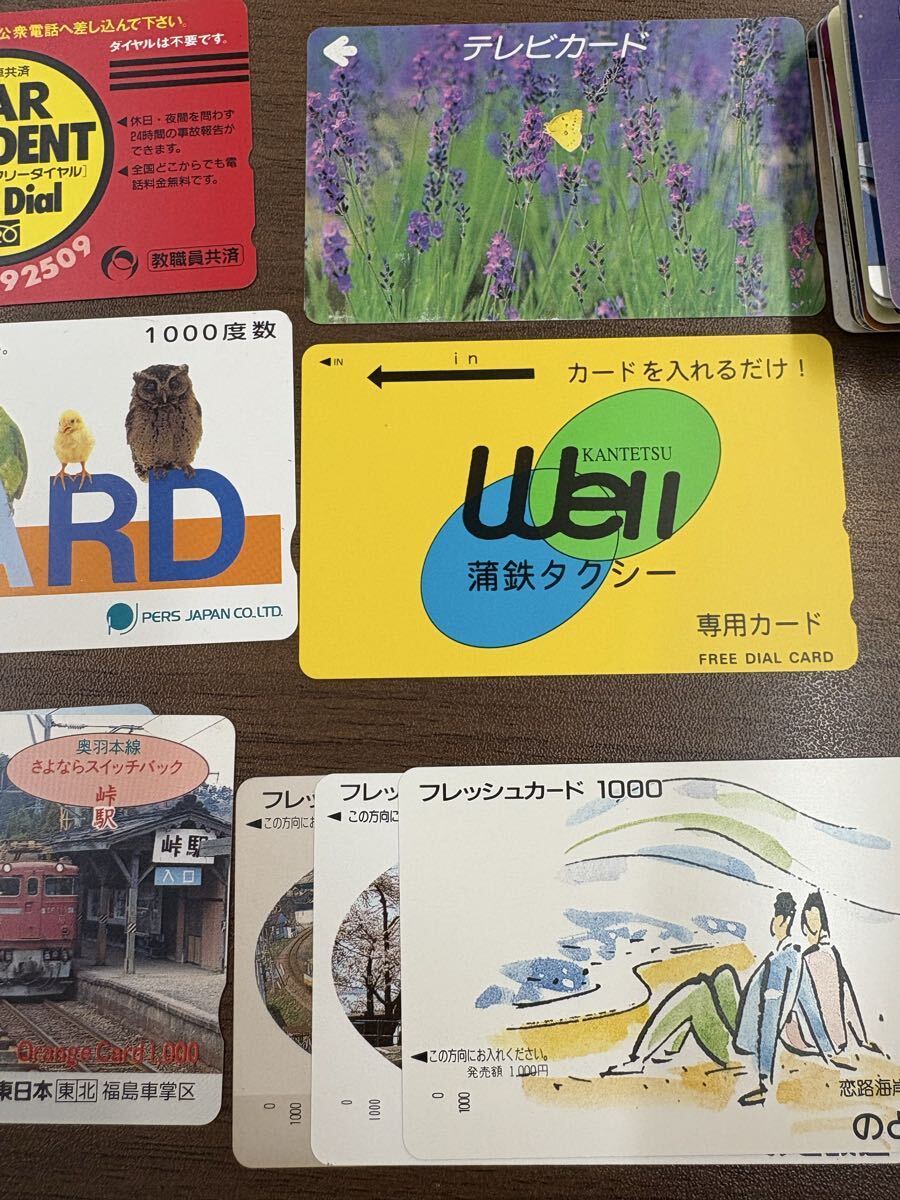 公衆電話へ差し込んで下さい。
ダイヤルは不要です。
共済
AR
DENT
フリーダイヤル]
Dial
◀休日・夜間を問わず
24時間の事故報告が
できます。
◀全国どこからでも電
話料金無料です。
92509
教職員共済
テレビカード
1000度数
ARD
PERS JAPAN CO.,LTD.
◀IN
in
カードを入れるだけ!
KANTETSU
Well
蒲鉄タクシー
専用カード
FREE DIAL CARD
奥羽本線
さよならスイッチバック
峠駅
峠駅
入口
Orange Card 1,000
東日本 東北 福島車掌区
フレッ
◀この方向にお
0
1000
フレッシ
◀この方向にお入
0
1000
フレッシュカード 1000
◀この方向にお入れください。
発売額 1,000円
0
1000
恋路海岸
のと